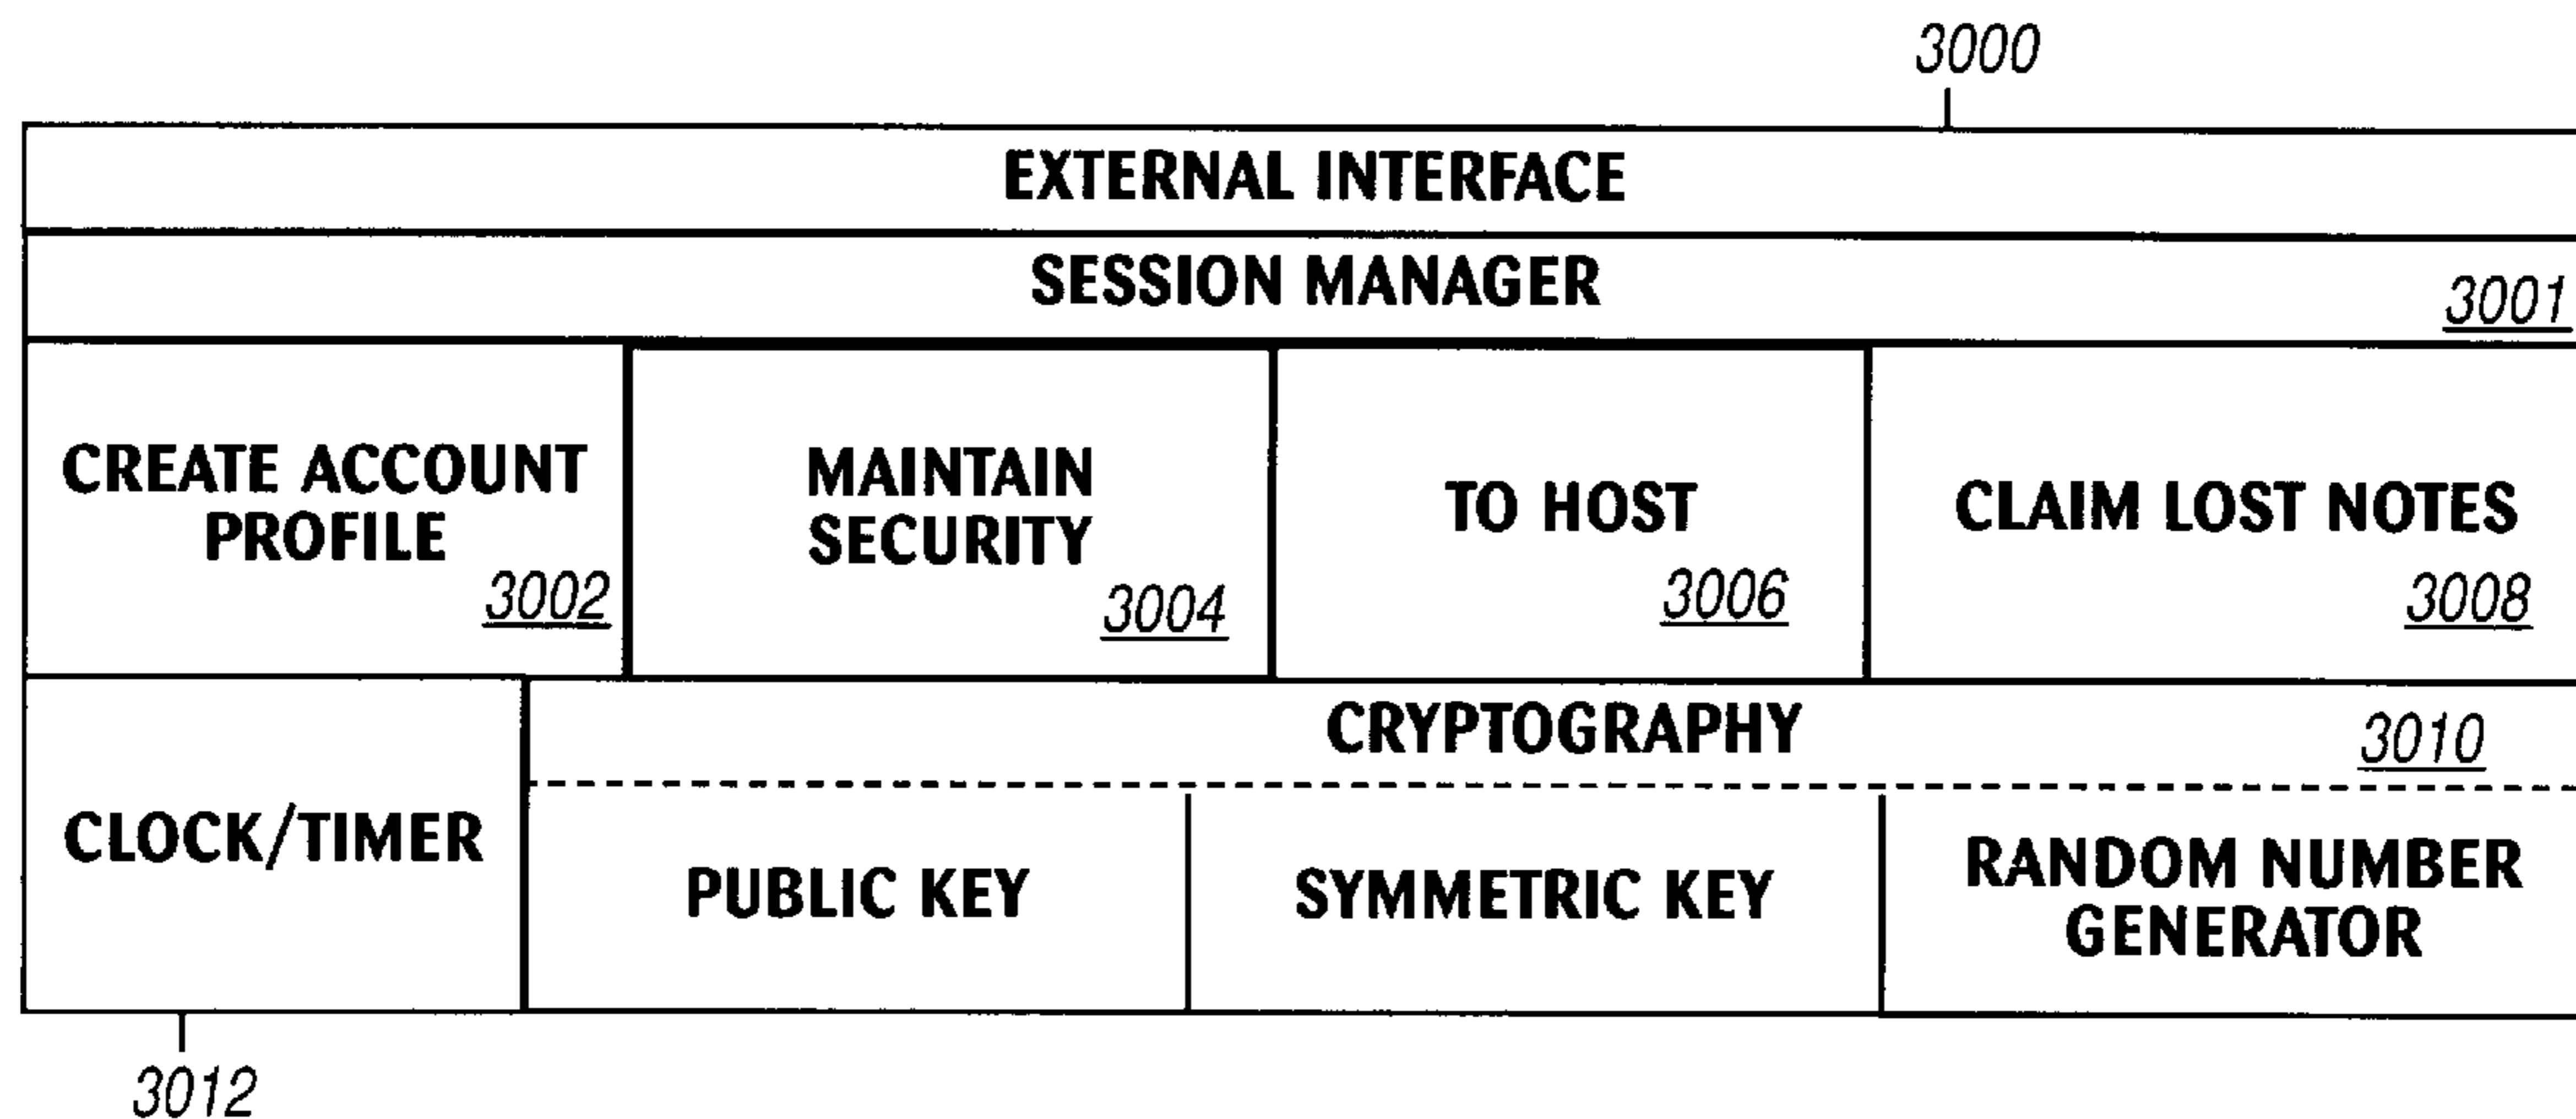 3000
EXTERNAL INTERFACE
SESSION MANAGER
3001
CREATE ACCOUNT
PROFILE
3002
MAINTAIN
SECURITY
3004
TO HOST
3006
CLAIM LOST NOTES
3008
CLOCK/TIMER
CRYPTOGRAPHY
3010
PUBLIC KEY
SYMMETRIC KEY
RANDOM NUMBER
GENERATOR
3012